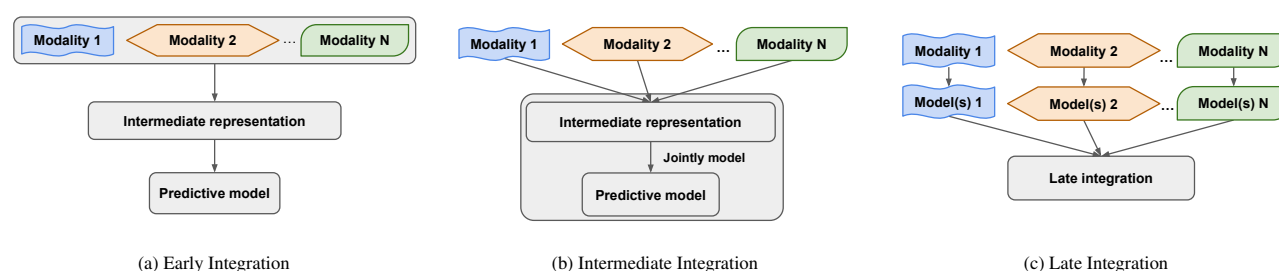 Modality 1 Modality 2 ... Modality N
Intermediate representation
Predictive model
(a) Early Integration
Modality 1 Modality 2 ... Modality N
Intermediate representation
Jointly model
Predictive model
(b) Intermediate Integration
Modality 1 Modality 2 ... Modality N
Model(s) 1 Model(s) 2 ... Model(s) N
Late integration
(c) Late Integration